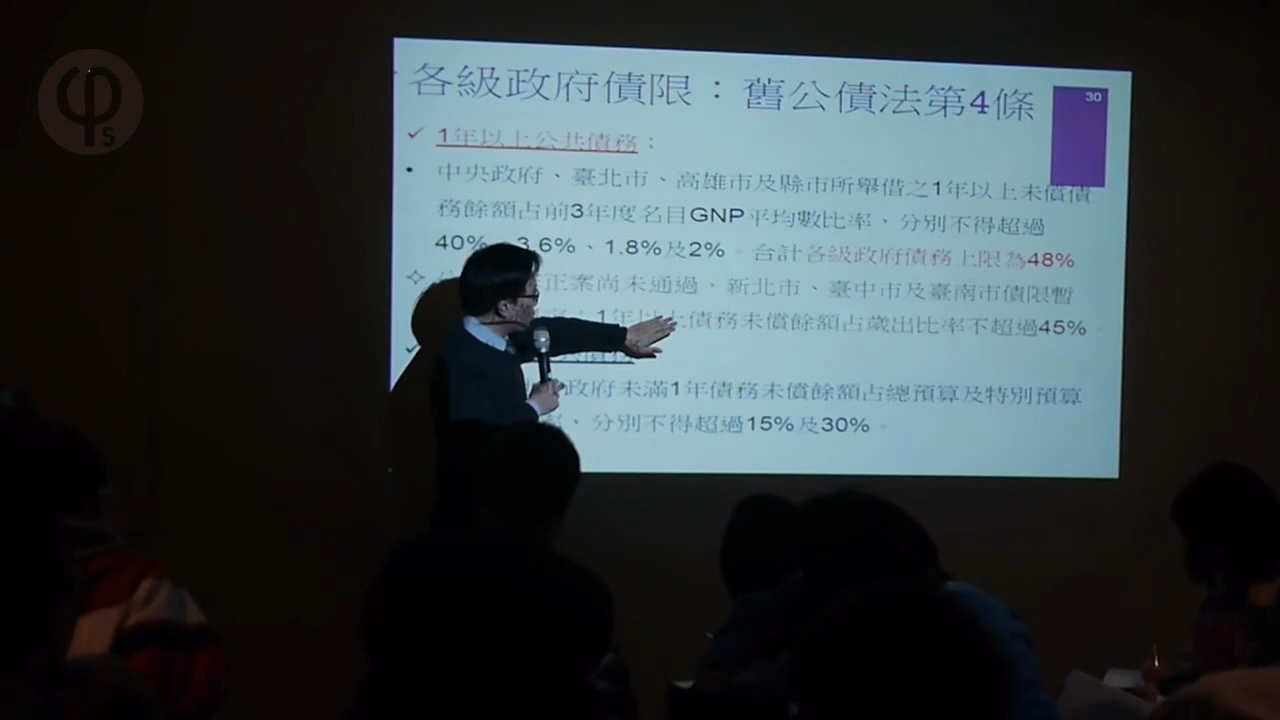 φ5
30
各級政府債限：舊公債法第4條
✓ 1年以上公共債務：
• 中央政府、臺北市、高雄市及縣市所舉借之1年以上未償債
務餘額占前3年度名目GNP平均數比率，分別不得超過
40%、3.6%、1.8%及2%。合計各級政府債務上限為48%
正案尚未通過、新北市、臺中市及臺南市債限暫
：1年以上債務未償餘額占歲出比率不超過45%
政府未滿1年債務未償餘額占總預算及特別預算
，分別不得超過15%及30%。